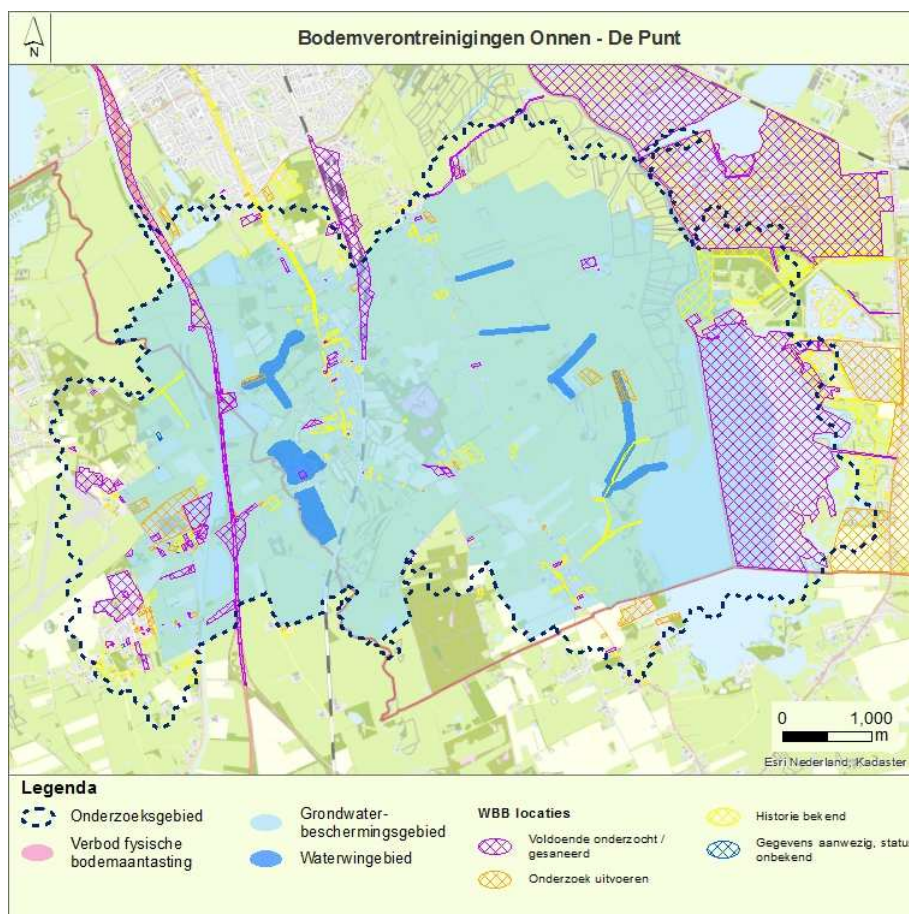 Bodemverontreinigingen Onnen - De Punt
N
0 1,000
m
Esri Nederland, Kadaster
Legenda
Onderzoeksgebied
Verbod fysische
bodemaantasting
Grondwater-
beschermingsgebied
Waterwingebied
WBB locaties
Voldoende onderzocht /
gesaneerd
Onderzoek uitvoeren
Historie bekend
Gegevens aanwezig, statu
onbekend